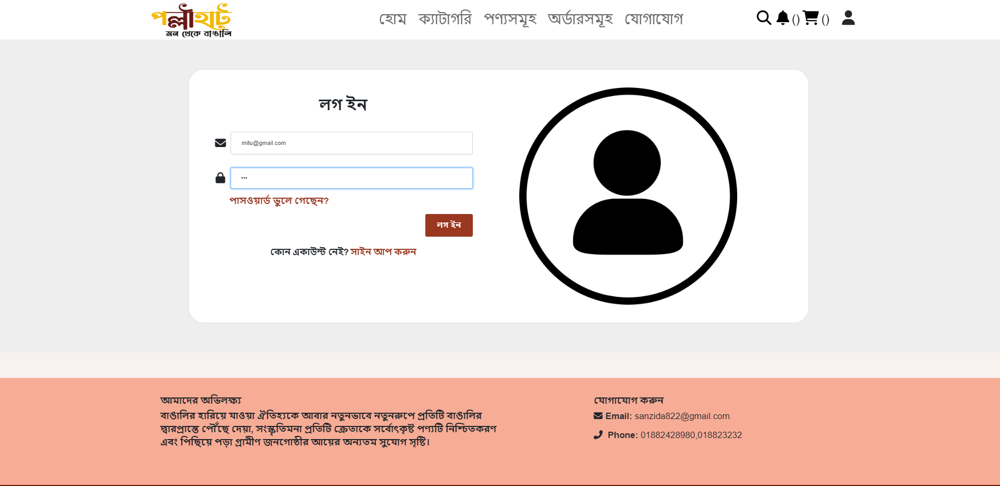 পল্লীহাট
মন থেকে বাঙালি
হোম ক্যাটাগরি পণ্যসমূহ অর্ডারসমূহ যোগাযোগ
() ()
লগ ইন
mitu@gmail.com
পাসওয়ার্ড ভুলে গেছেন?
লগ ইন
কোন একাউন্ট নেই? সাইন আপ করুন
আমাদের অভিলক্ষ্য
বাঙালির হারিয়ে যাওয়া ঐতিহ্যকে আবার নতুনভাবে নতুনরুপে প্রতিটি বাঙালির
দ্বারপ্রান্তে পৌঁছে দেয়া, সংস্কৃতিমনা প্রতিটি ক্রেতাকে সর্বোৎকৃষ্ট পণ্যটি নিশ্চিতকরণ
এবং পিছিয়ে পড়া গ্রামীণ জনগোষ্ঠীর আয়ের অন্যতম সুযোগ সৃষ্টি।
যোগাযোগ করুন
Email: sanzida822@gmail.com
Phone: 01882428980,018823232